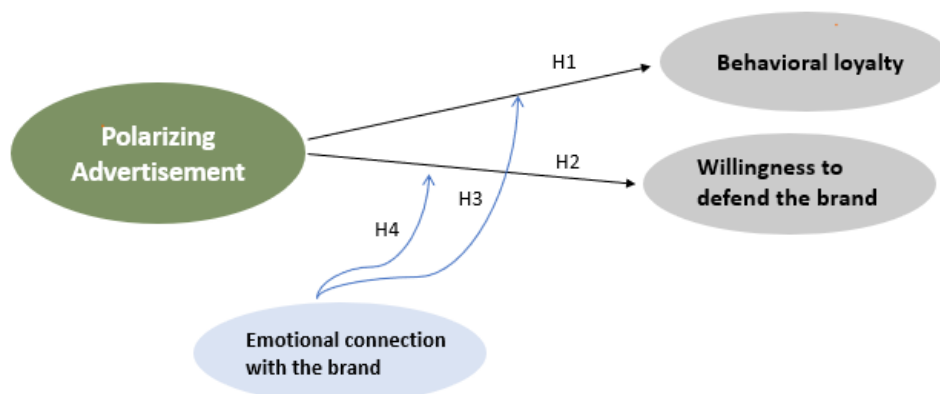 H1
Behavioral loyalty
Polarizing
Advertisement
H2
Willingness to
defend the brand
H3
H4
Emotional connection
with the brand